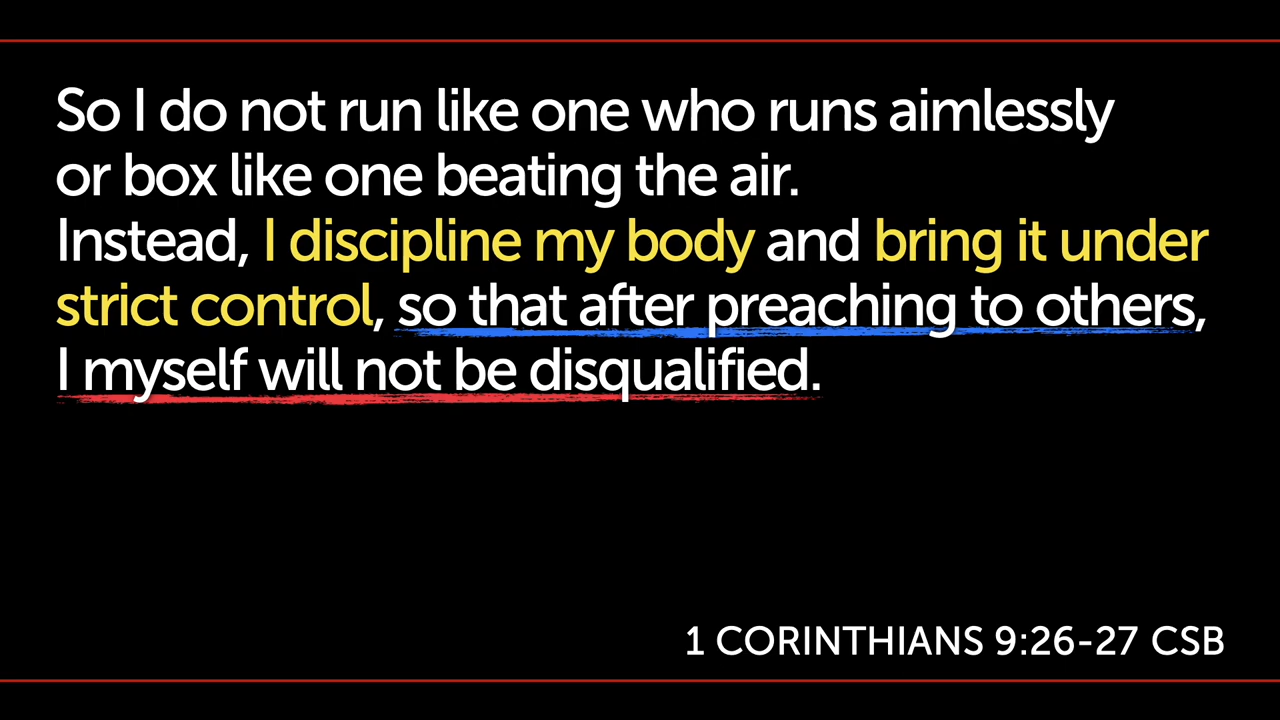 So I do not run like one who runs aimlessly
or box like one beating the air.
Instead, I discipline my body and bring it under
strict control, so that after preaching to others,
I myself will not be disqualified.
1 CORINTHIANS 9:26-27 CSB